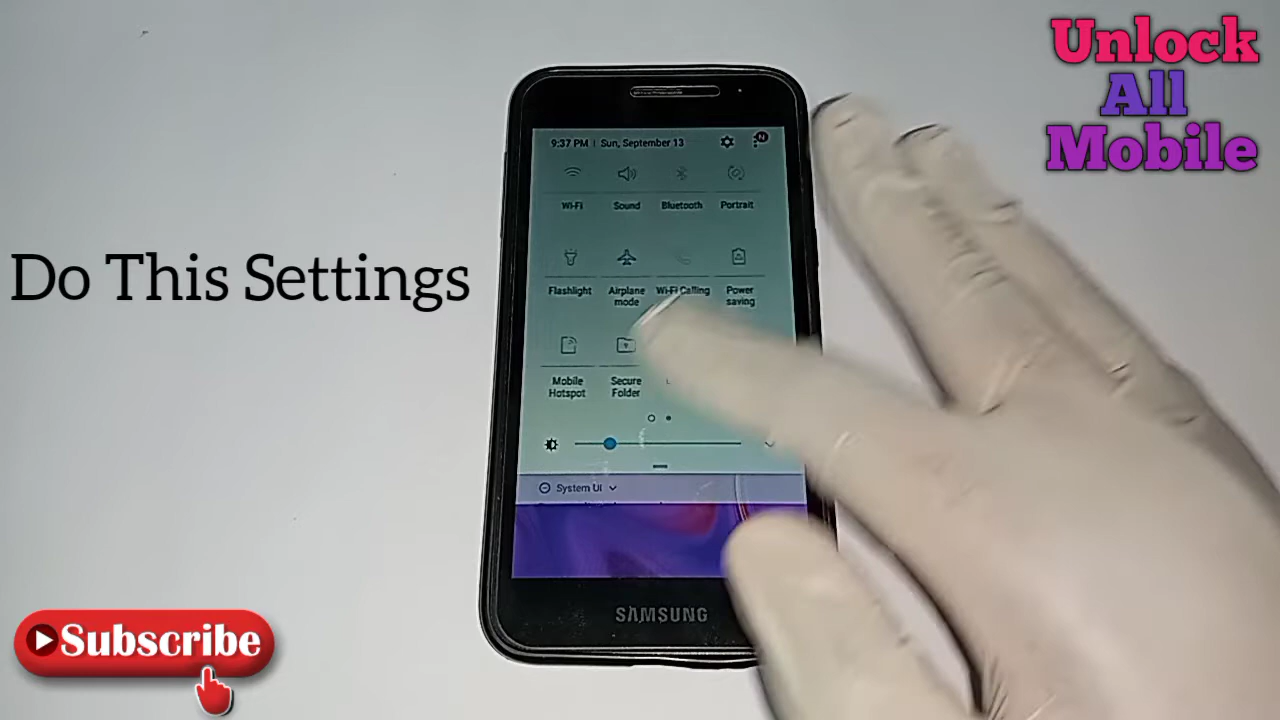 Unlock
All
Mobile
9:37 PM | Sun, September 13
N
Wi-Fi Sound Bluetooth Portrait
Do This Settings
Flashlight Airplane mode Wi-Fi Calling Power saving
Mobile Hotspot Secure Folder
System UI
SAMSUNG
Subscribe